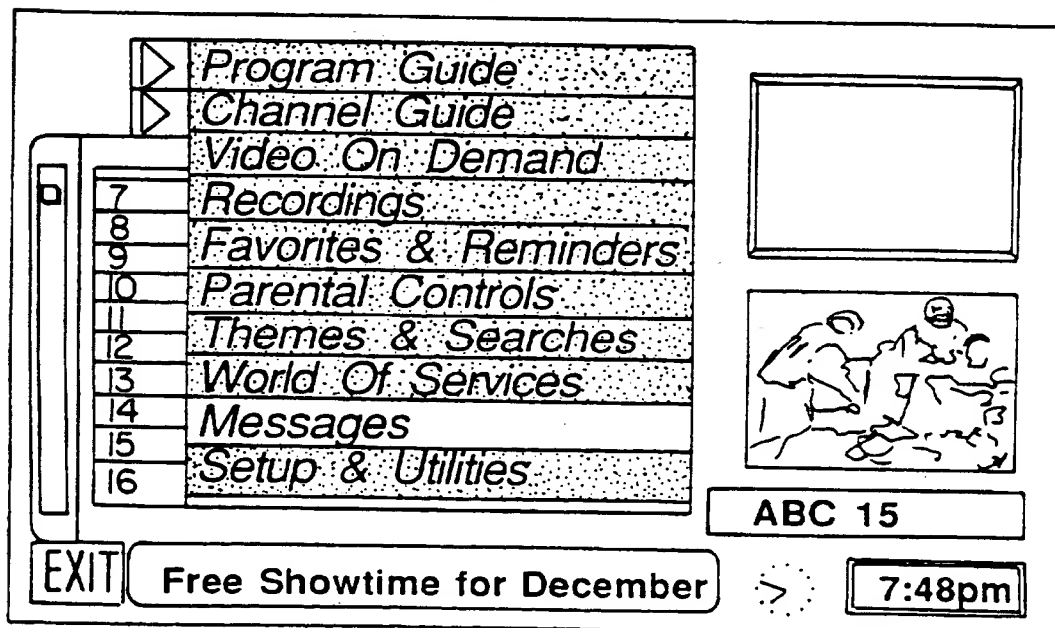 Program Guide
Channel Guide
Video On Demand
7 Recordings
8
Favorites & Reminders
9
10 Parental Controls
11
Themes & Searches
12
13 World Of Services
14 Messages
15
16 Setup & Utilities
ABC 15
EXIT Free Showtime for December 7:48pm